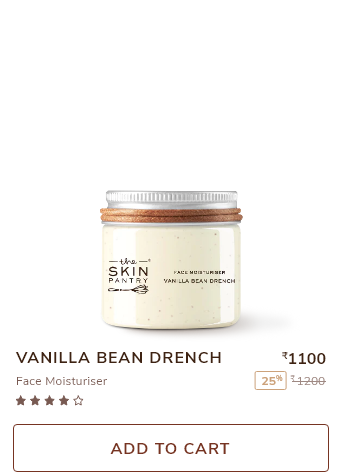 the
SKIN
PANTRY
FACE MOISTURISER
VANILLA BEAN DRENCH
VANILLA BEAN DRENCH ₹1100
Face Moisturiser 25% ₹1200
ADD TO CART